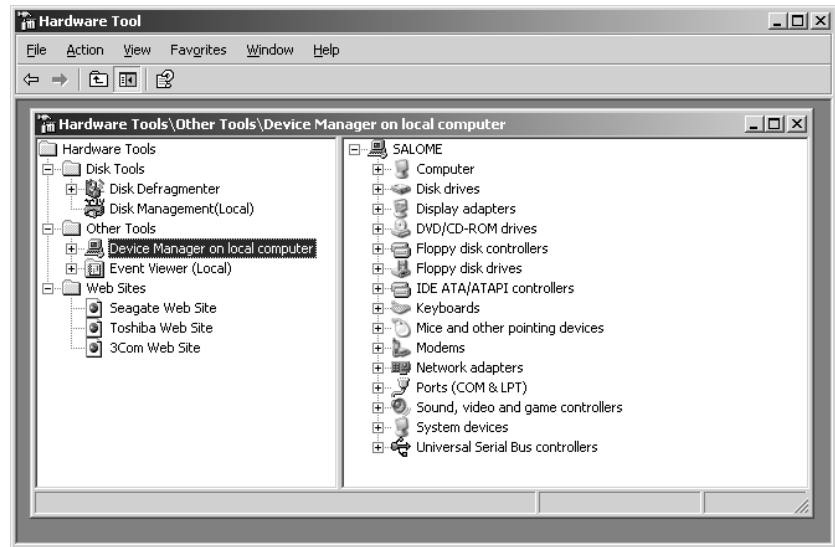 Hardware Tool
File Action View Favorites Window Help
Hardware Tools\Other Tools\Device Manager on local computer
Hardware Tools
Disk Tools
Disk Defragmenter
Disk Management(Local)
Other Tools
Device Manager on local computer
Event Viewer (Local)
Web Sites
Seagate Web Site
Toshiba Web Site
3Com Web Site
SALOME
Computer
Disk drives
Display adapters
DVD/CD-ROM drives
Floppy disk controllers
Floppy disk drives
IDE ATA/ATAPI controllers
Keyboards
Mice and other pointing devices
Modems
Network adapters
Ports (COM & LPT)
Sound, video and game controllers
System devices
Universal Serial Bus controllers